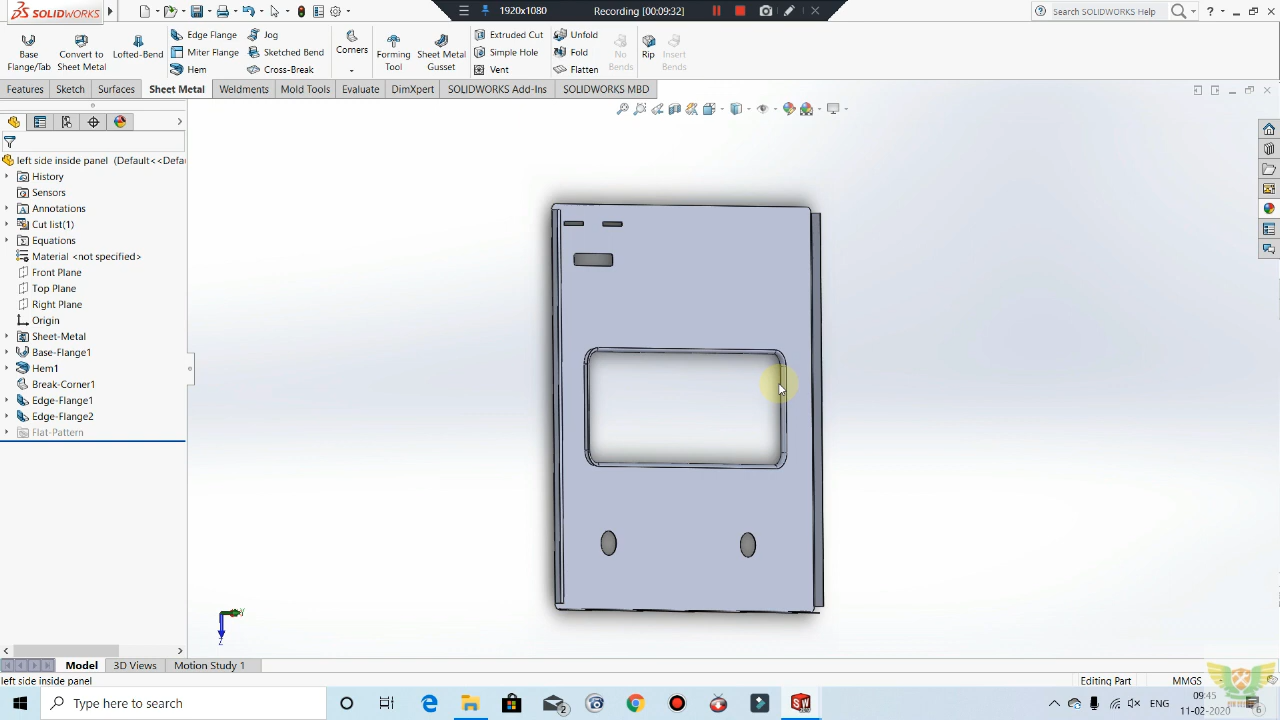 SOLIDWORKS
1920x1080
Recording [00:09:32]
Search SOLIDWORKS Help
Base Flange/Tab
Convert to Sheet Metal
Lofted-Bend
Edge Flange
Miter Flange
Hem
Jog
Sketched Bend
Cross-Break
Corners
Forming Tool
Sheet Metal Gusset
Extruded Cut
Simple Hole
Vent
Unfold
Fold
Flatten
No Bends
Rip
Insert Bends
Features
Sketch
Surfaces
Sheet Metal
Weldments
Mold Tools
Evaluate
DimXpert
SOLIDWORKS Add-Ins
SOLIDWORKS MBD
left side inside panel (Default<<Defau
History
Sensors
Annotations
Cut list(1)
Equations
Material <not specified>
Front Plane
Top Plane
Right Plane
Origin
Sheet-Metal
Base-Flange1
Hem1
Break-Corner1
Edge-Flange1
Edge-Flange2
Flat-Pattern
Y
Z
Model
3D Views
Motion Study 1
left side inside panel
Editing Part
MMGS
Type here to search
2
ENG
09:45
11-02-2020
6